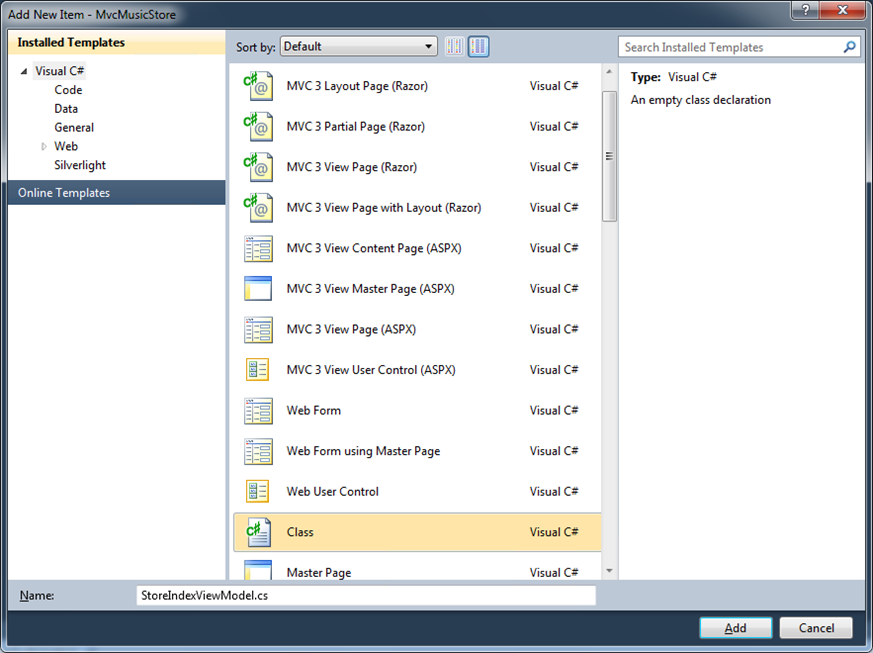 Add New Item - MvcMusicStore
Installed Templates
Visual C#
Code
Data
General
Web
Silverlight
Online Templates
Sort by: Default
MVC 3 Layout Page (Razor) Visual C#
MVC 3 Partial Page (Razor) Visual C#
MVC 3 View Page (Razor) Visual C#
MVC 3 View Page with Layout (Razor) Visual C#
MVC 3 View Content Page (ASPX) Visual C#
MVC 3 View Master Page (ASPX) Visual C#
MVC 3 View Page (ASPX) Visual C#
MVC 3 View User Control (ASPX) Visual C#
Web Form Visual C#
Web Form using Master Page Visual C#
Web User Control Visual C#
Class Visual C#
Master Page Visual C#
Search Installed Templates
Type: Visual C#
An empty class declaration
Name: StoreIndexViewModel.cs
Add Cancel